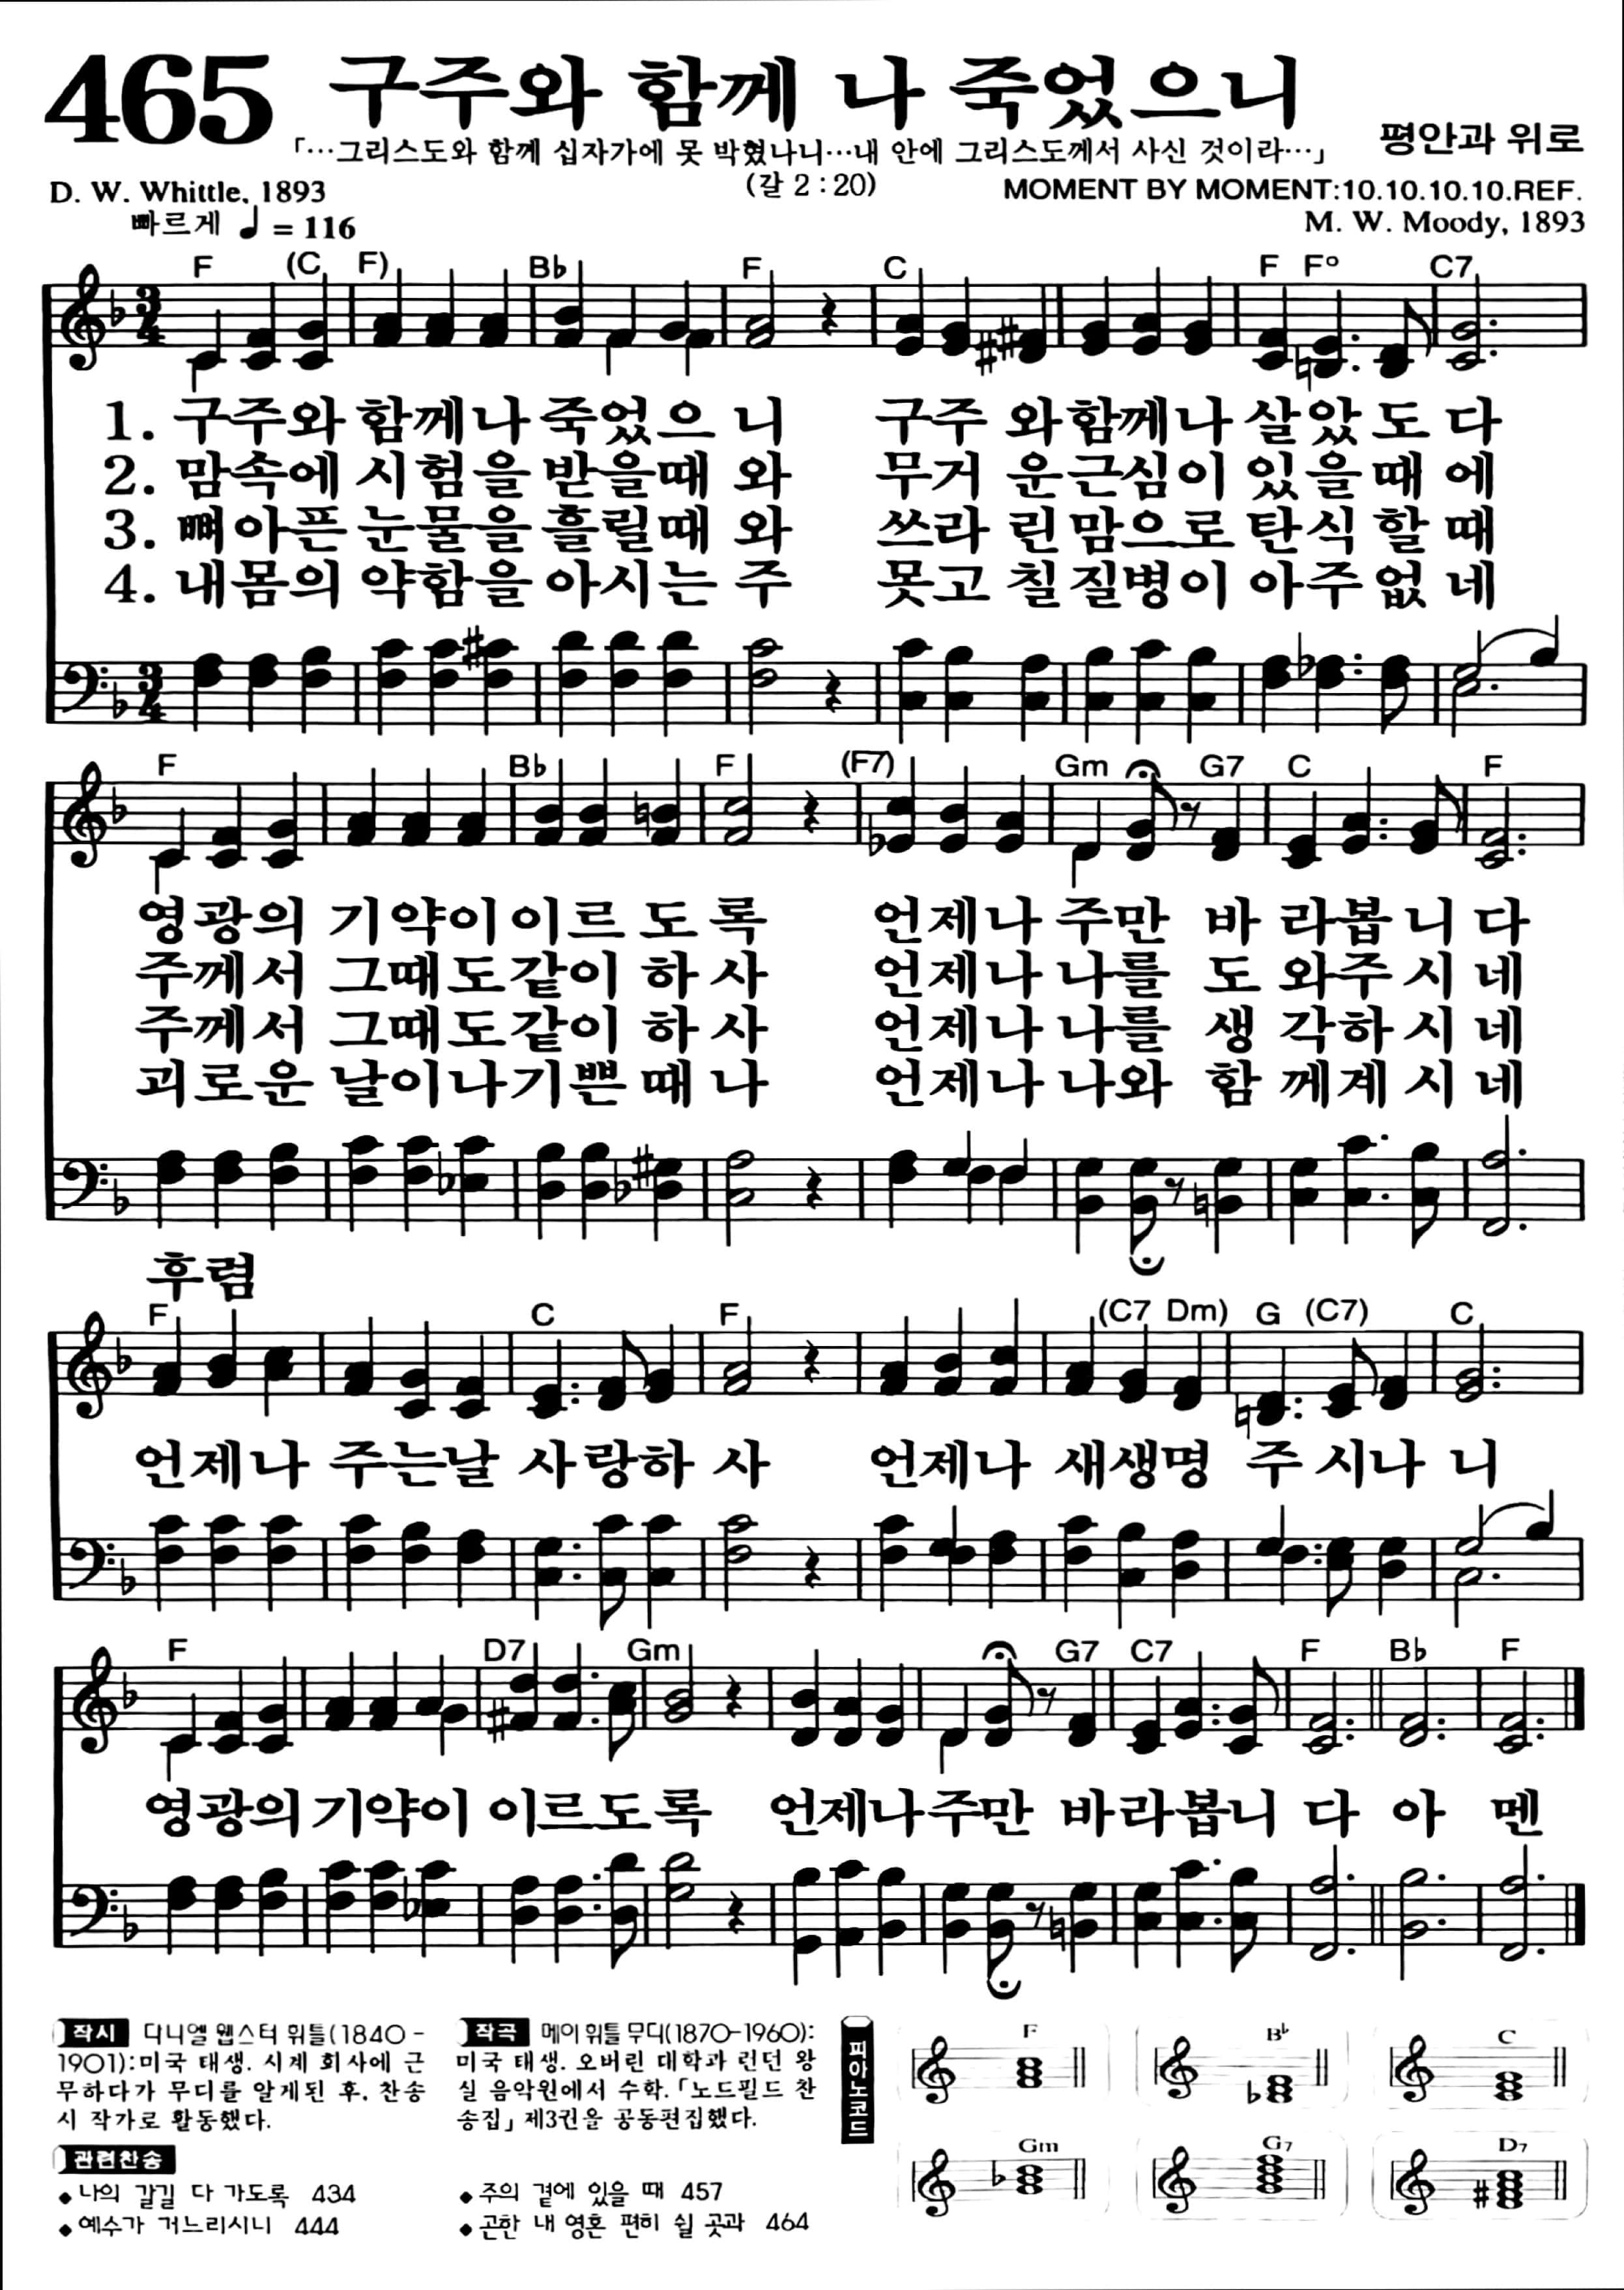 465 구주와 함께 나 죽었으니
「…그리스도와 함께 십자가에 못 박혔나니…내 안에 그리스도께서 사신 것이라…」 평안과 위로
(갈 2 : 20)
D. W. Whittle, 1893 MOMENT BY MOMENT:10.10.10.10.REF.
빠르게 ♩ = 116 M. W. Moody, 1893
F (C F) B♭ F C F F° C7
1. 구주와 함께나 죽었으 니 구주 와함께나 살았 도 다
2. 맘속에 시험을 받을때 와 무거 운근심이 있을 때 에
3. 뼈아픈 눈물을 흘릴때 와 쓰라 린맘으로 탄식 할 때
4. 내몸의 약함을 아시는 주 못고 칠질병이 아주 없 네
F B♭ F (F7) Gm G7 C F
영광의 기약이이르 도 록 언제나 주만 바 라봅 니 다
주께서 그때도같이 하 사 언제나 나를 도 와주 시 네
주께서 그때도같이 하 사 언제나 나를 생 각하 시 네
괴로운 날이나기쁜 때 나 언제나 나와 함 께계 시 네
후렴
F C F (C7 Dm) G (C7) C
언제나 주는날 사랑하 사 언제나 새생명 주 시나 니
F D7 Gm G7 C7 F B♭ F
영광의기약이 이르도 록 언제나주만 바라봅니 다 아 멘
작시 다니엘 웹스터 휘틀(1840-
1901):미국 태생. 시계 회사에 근
무하다가 무디를 알게된 후, 찬송
시 작가로 활동했다.
작곡 메이 휘틀 무디(1870-1960):
미국 태생. 오버린 대학과 런던 왕
실 음악원에서 수학. 「노드필드 찬
송집」 제3권을 공동편집했다.
관련찬송
◆나의 갈길 다 가도록 434
◆예수가 거느리시니 444
◆주의 곁에 있을 때 457
◆곤한 내 영혼 편히 쉴 곳과 464
피아노코드
F B♭ C
Gm G7 D7